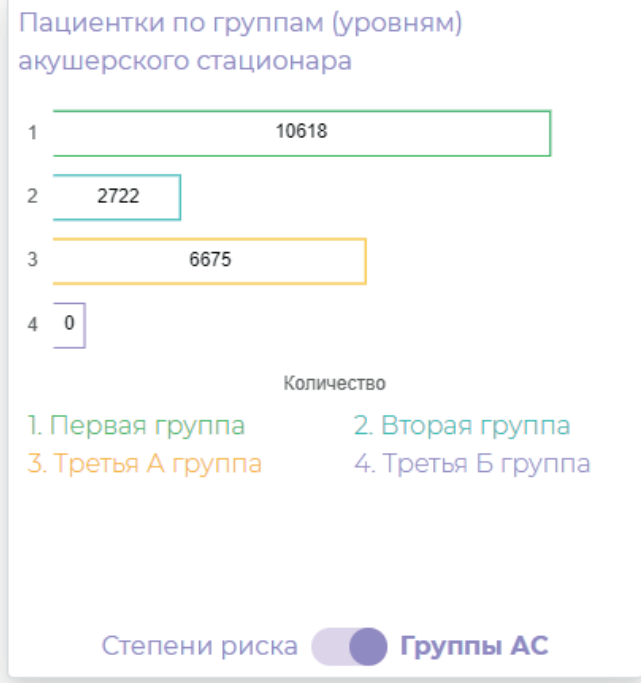 Пациентки по группам (уровням)
акушерского стационара
1 10618
2 2722
3 6675
4 0
Количество
1. Первая группа 2. Вторая группа
3. Третья А группа 4. Третья Б группа
Степени риска Группы АС